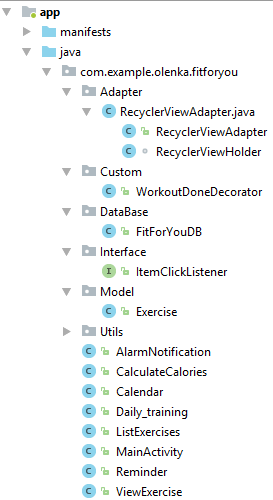 app
manifests
java
com.example.olenka.fitforyou
Adapter
RecyclerViewAdapter.java
C RecyclerViewAdapter
C RecyclerViewHolder
Custom
C WorkoutDoneDecorator
DataBase
C FitForYouDB
Interface
I ItemClickListener
Model
C Exercise
Utils
C AlarmNotification
C CalculateCalories
C Calendar
C Daily_training
C ListExercises
C MainActivity
C Reminder
C ViewExercise